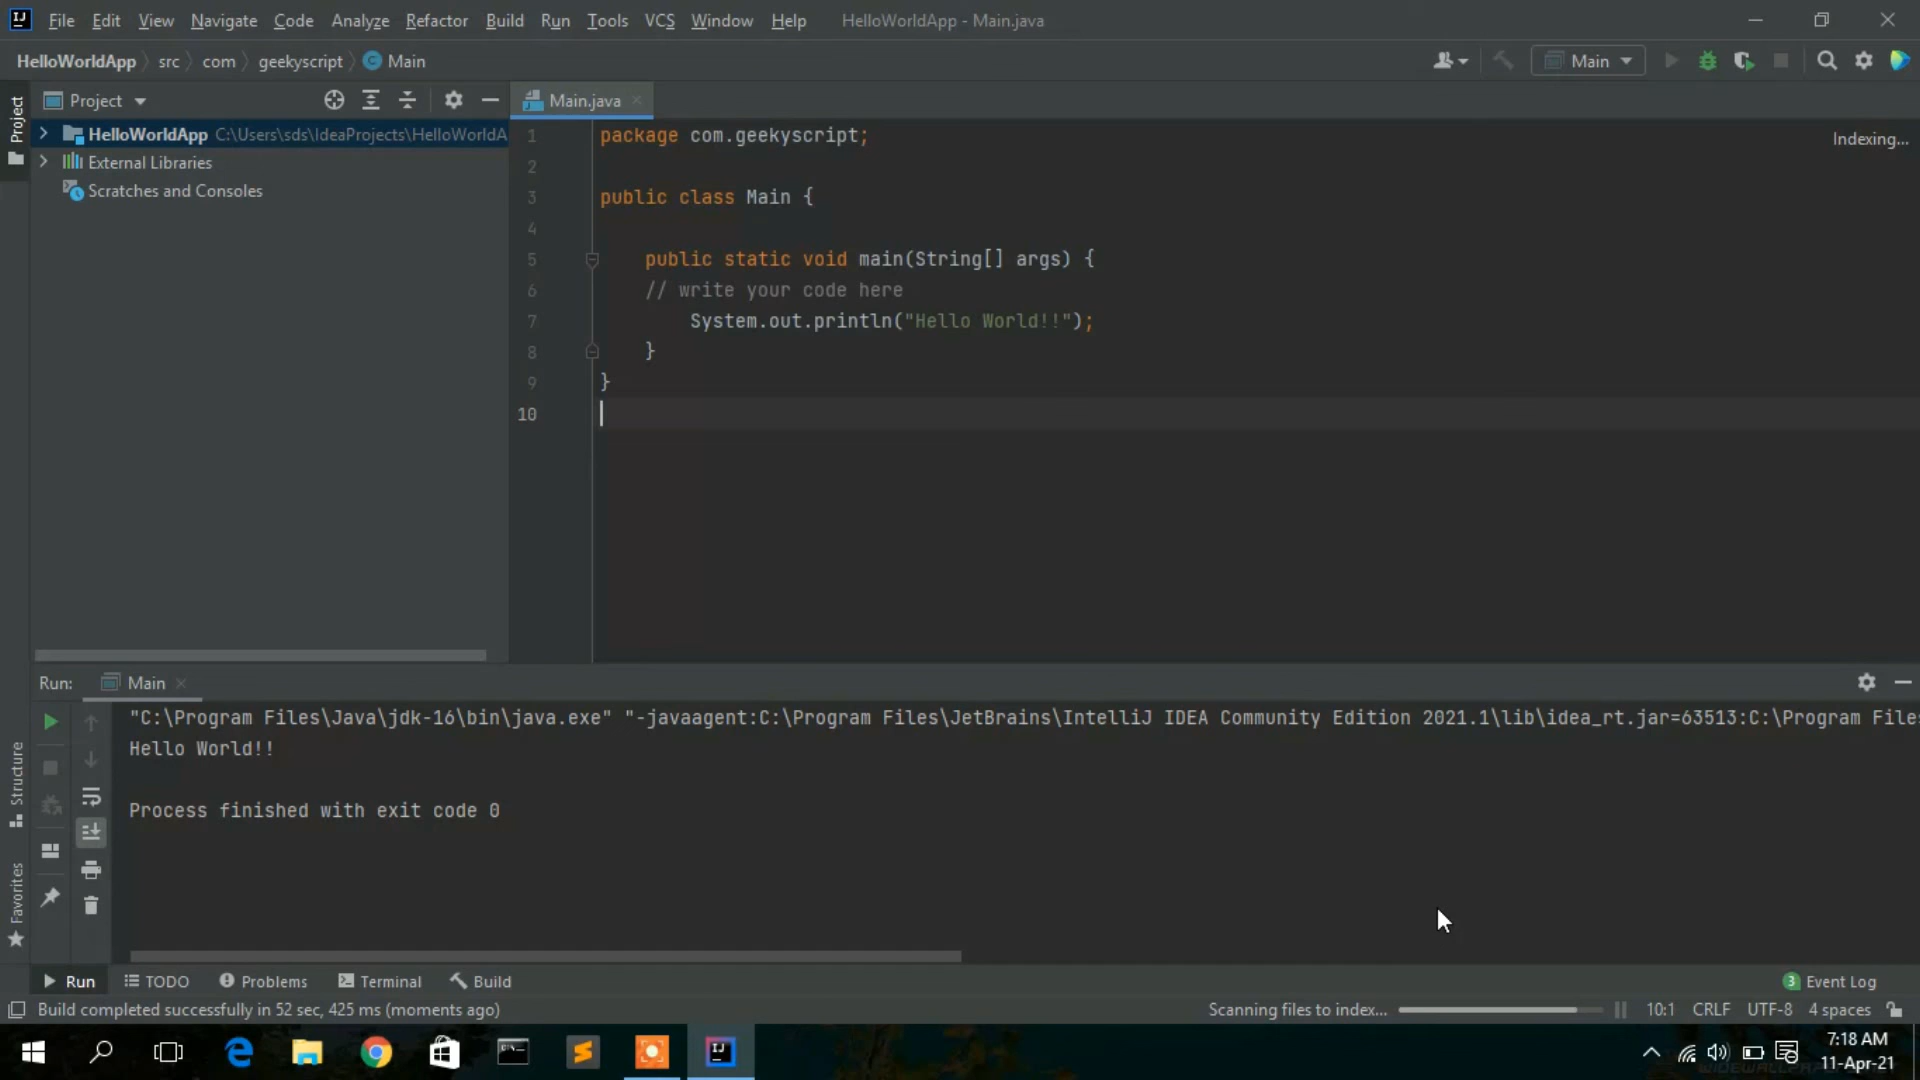 IJ File Edit View Navigate Code Analyze Refactor Build Run Tools VCS Window Help HelloWorldApp - Main.java
HelloWorldApp src com geekyscript C Main
Main
Project
Project
Main.java
HelloWorldApp C:\Users\sds\IdeaProjects\HelloWorldA
External Libraries
Scratches and Consoles
Indexing...
1 package com.geekyscript;
2
3 public class Main {
4
5 public static void main(String[] args) {
6 // write your code here
7 System.out.println("Hello World!!");
8 }
9 }
10
Run: Main
"C:\Program Files\Java\jdk-16\bin\java.exe" "-javaagent:C:\Program Files\JetBrains\IntelliJ IDEA Community Edition 2021.1\lib\idea_rt.jar=63513:C:\Program Files
Hello World!!
Process finished with exit code 0
Structure
Favorites
Run TODO Problems Terminal Build
3 Event Log
Build completed successfully in 52 sec, 425 ms (moments ago)
Scanning files to index...
10:1 CRLF UTF-8 4 spaces
IJ
7:18 AM
11-Apr-21